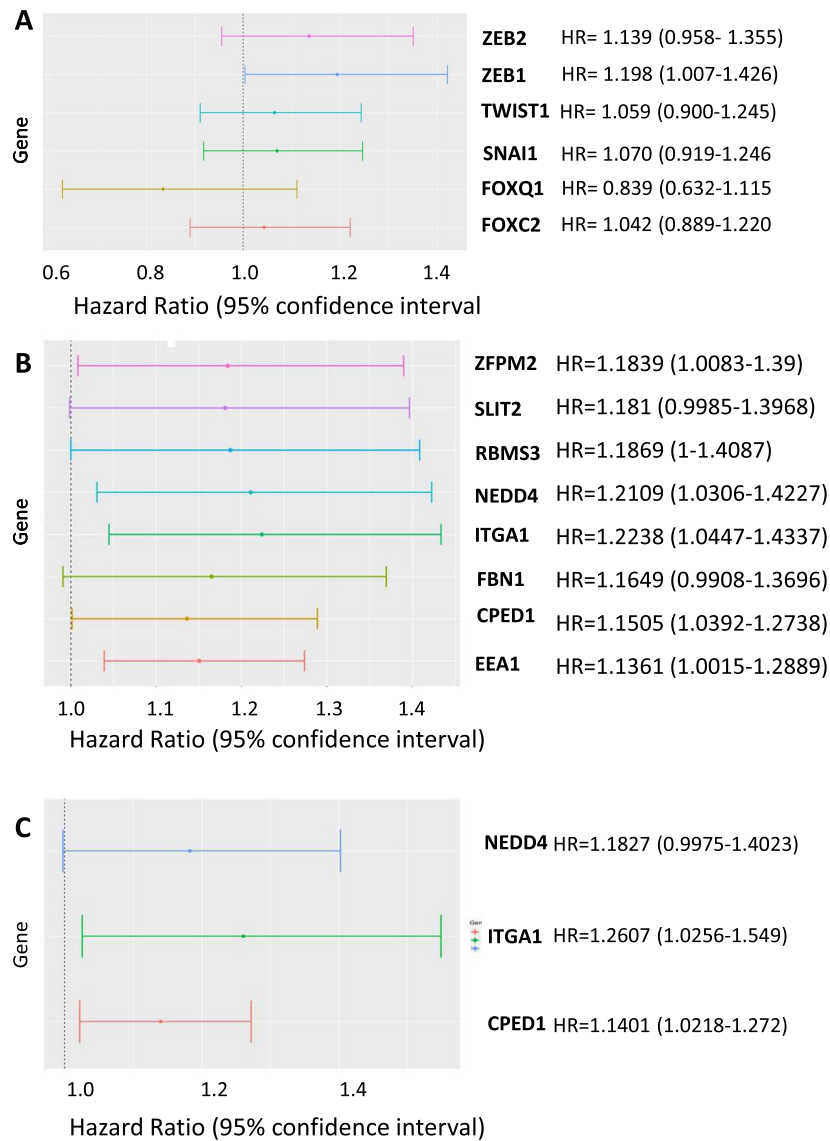 A
ZEB2 HR= 1.139 (0.958- 1.355)
ZEB1 HR= 1.198 (1.007-1.426)
TWIST1 HR= 1.059 (0.900-1.245)
SNAI1 HR= 1.070 (0.919-1.246
FOXQ1 HR= 0.839 (0.632-1.115
FOXC2 HR= 1.042 (0.889-1.220
Gene
0.6 0.8 1.0 1.2 1.4
Hazard Ratio (95% confidence interval
B
ZFPM2 HR=1.1839 (1.0083-1.39)
SLIT2 HR=1.181 (0.9985-1.3968)
RBMS3 HR=1.1869 (1-1.4087)
NEDD4 HR=1.2109 (1.0306-1.4227)
ITGA1 HR=1.2238 (1.0447-1.4337)
FBN1 HR=1.1649 (0.9908-1.3696)
CPED1 HR=1.1505 (1.0392-1.2738)
EEA1 HR=1.1361 (1.0015-1.2889)
Gene
1.0 1.1 1.2 1.3 1.4
Hazard Ratio (95% confidence interval)
C
NEDD4 HR=1.1827 (0.9975-1.4023)
ITGA1 HR=1.2607 (1.0256-1.549)
CPED1 HR=1.1401 (1.0218-1.272)
Gene
1.0 1.2 1.4
Hazard Ratio (95% confidence interval)